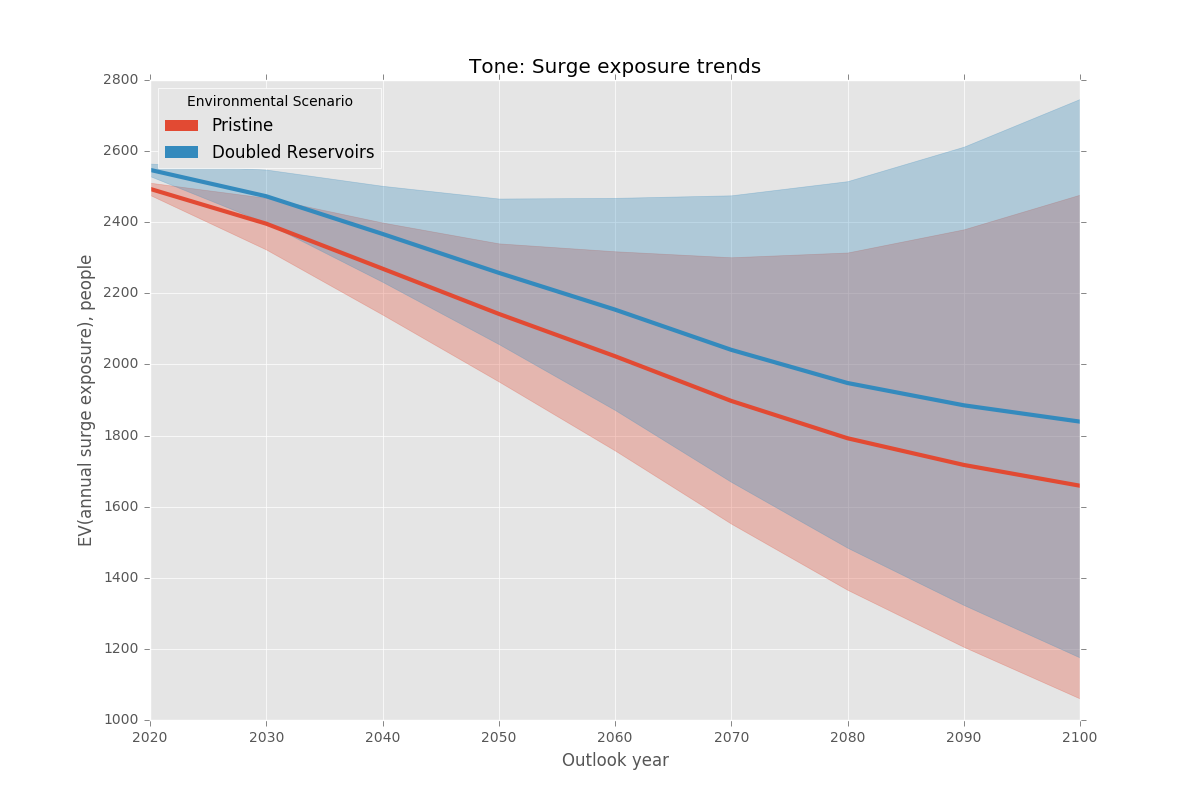 Tone: Surge exposure trends
Environmental Scenario
Pristine
Doubled Reservoirs
EV(annual surge exposure), people
2800
2600
2400
2200
2000
1800
1600
1400
1200
1000
2020 2030 2040 2050 2060 2070 2080 2090 2100
Outlook year